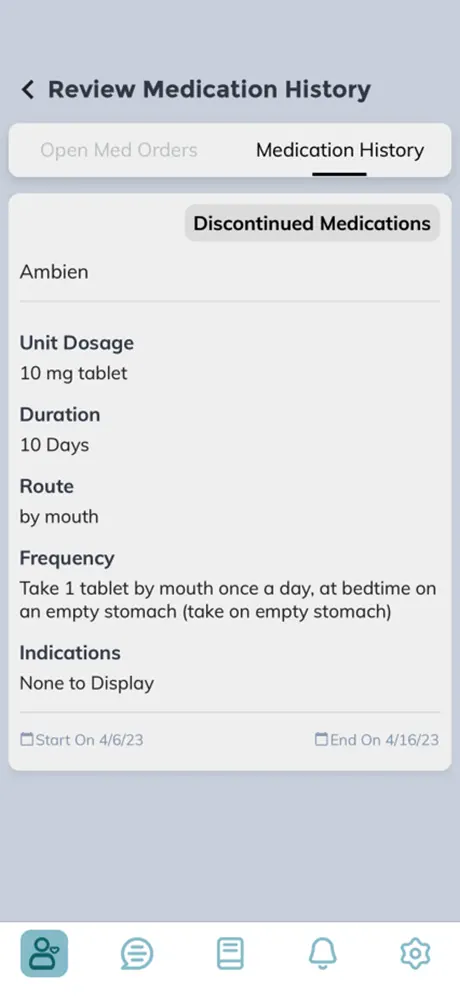 Review Medication History
Open Med Orders
Medication History
Discontinued Medications
Ambien
Unit Dosage
10 mg tablet
Duration
10 Days
Route
by mouth
Frequency
Take 1 tablet by mouth once a day, at bedtime on
an empty stomach (take on empty stomach)
Indications
None to Display
Start On 4/6/23
End On 4/16/23